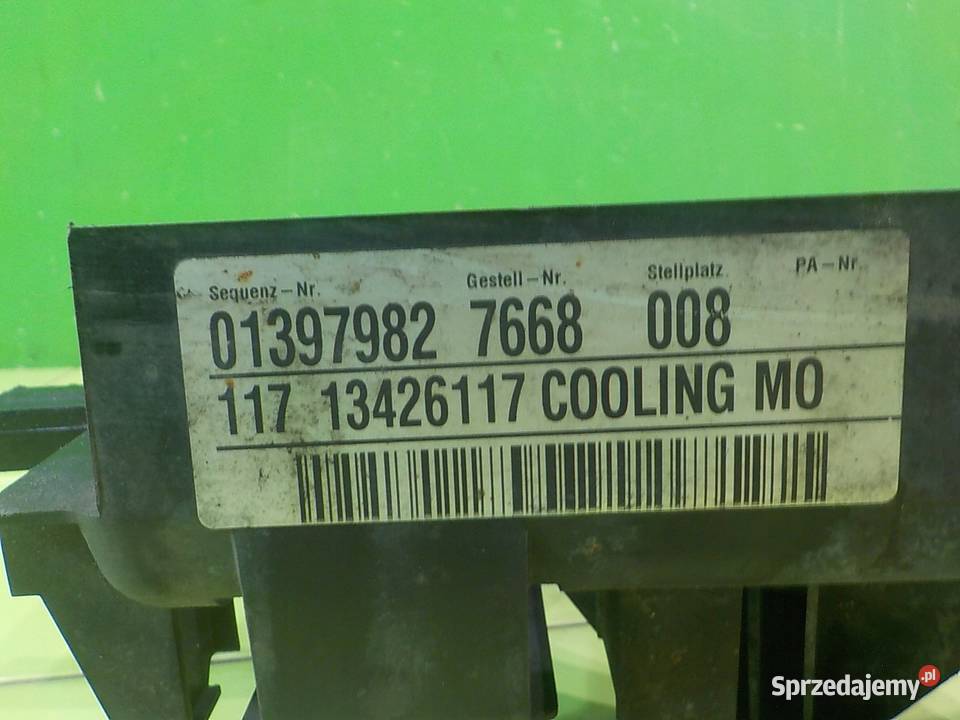 Sequenz-Nr. Gestell-Nr. Stellplatz PA-Nr
01397982 7668 008
117 13426117 COOLING MO
Sprzedajemy.pl